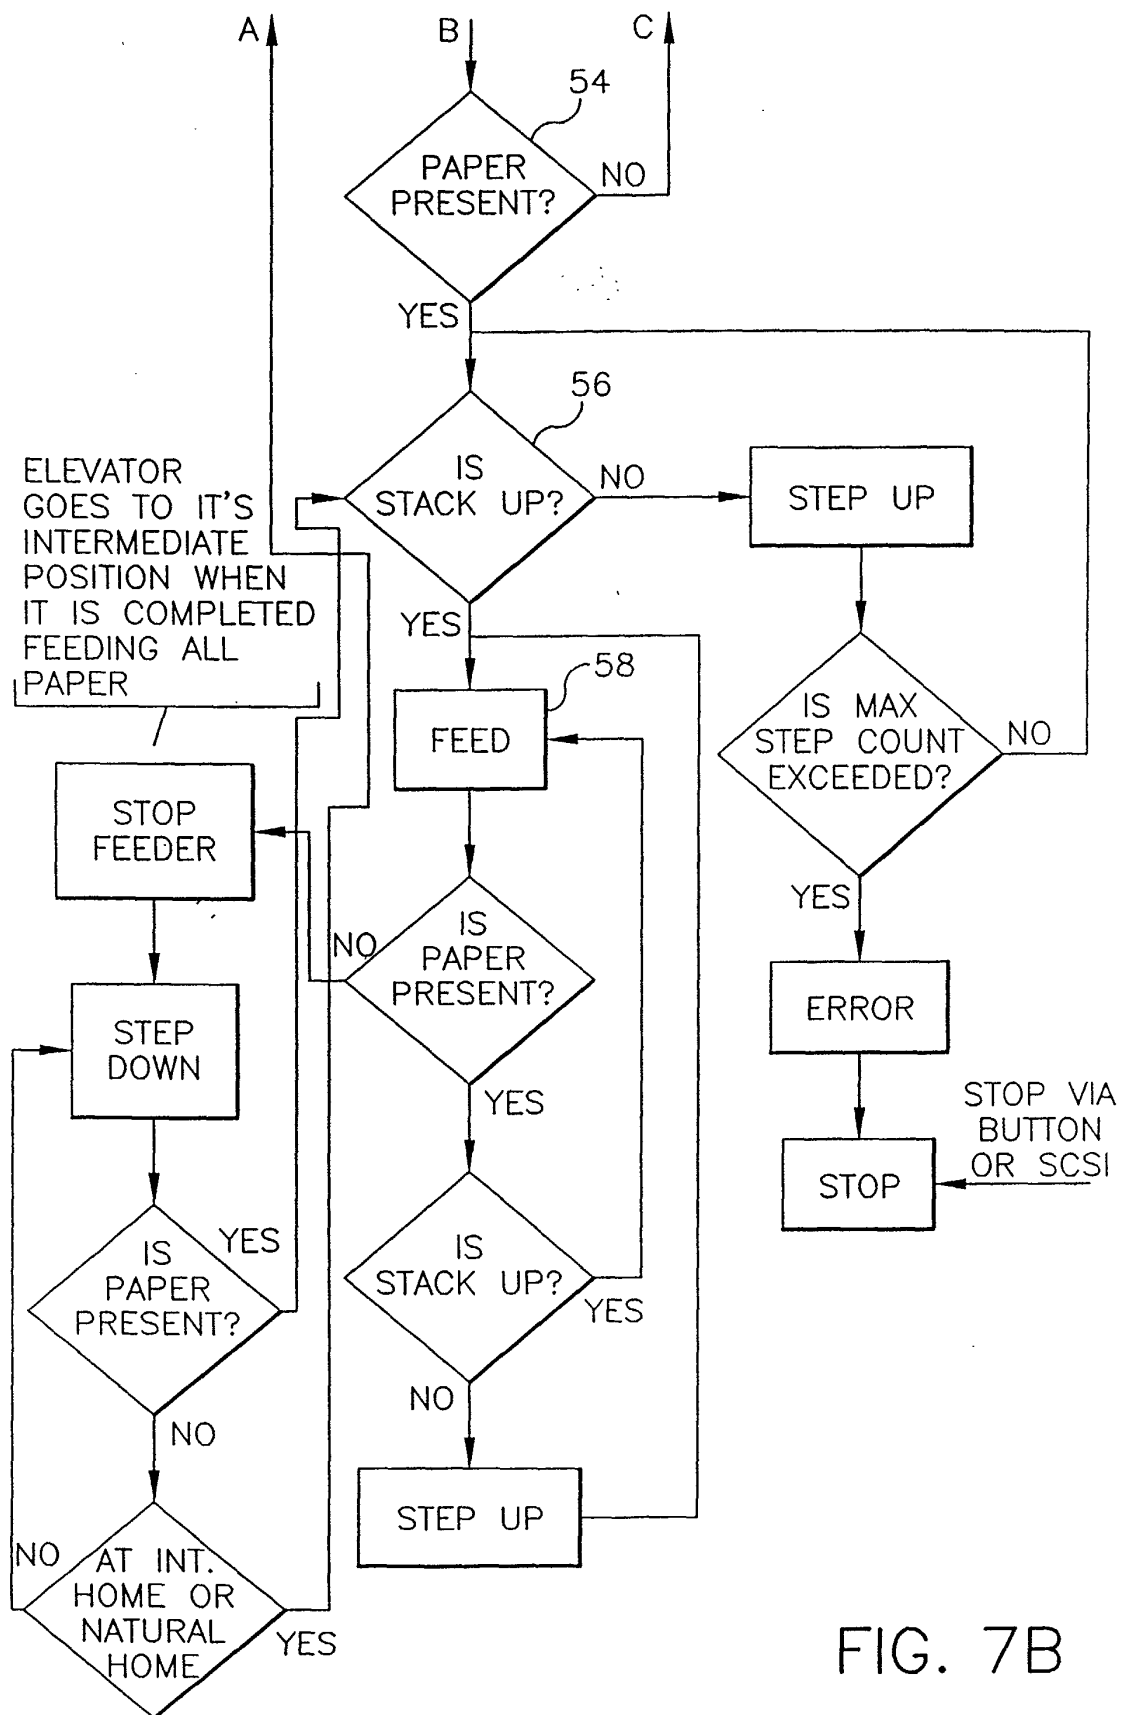 A
B
C
54
PAPER
PRESENT?
NO
YES
56
IS
STACK UP?
NO
STEP UP
ELEVATOR
GOES TO IT'S
INTERMEDIATE
POSITION WHEN
IT IS COMPLETED
FEEDING ALL
PAPER
YES
58
FEED
IS MAX
STEP COUNT
EXCEEDED?
NO
STOP
FEEDER
YES
NO
IS
PAPER
PRESENT?
ERROR
STEP
DOWN
YES
STOP VIA
BUTTON
OR SCSI
STOP
YES
IS
PAPER
PRESENT?
IS
STACK UP?
YES
NO
NO
STEP UP
NO
AT INT.
HOME OR
NATURAL
HOME
YES
FIG. 7B